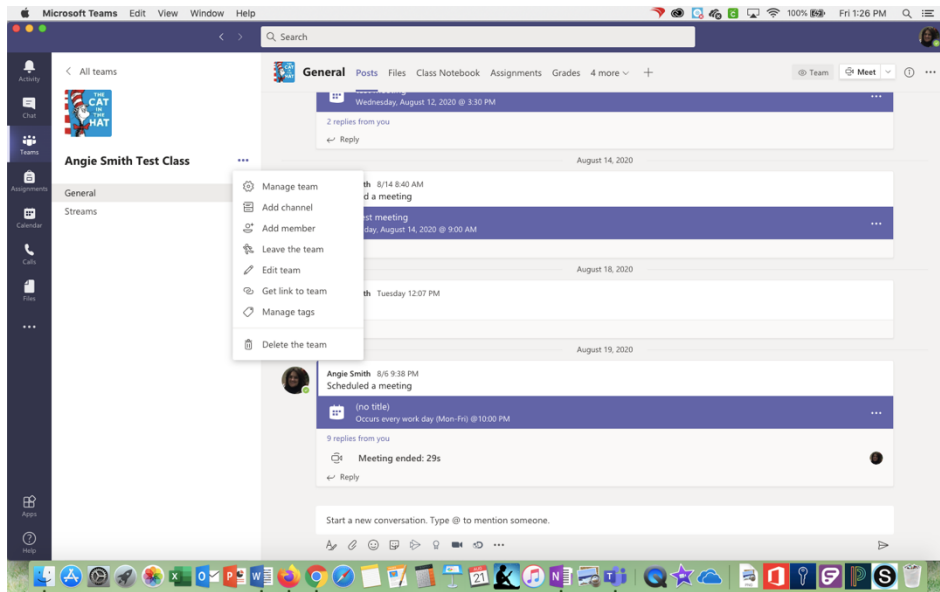 Microsoft Teams Edit View Window Help
100% Fri 1:26 PM
Search
Activity
Chat
Teams
Assignments
Calendar
Calls
Files
Apps
Help
All teams
THE CAT IN THE HAT
Angie Smith Test Class
General
Streams
Manage team
Add channel
Add member
Leave the team
Edit team
Get link to team
Manage tags
Delete the team
General Posts Files Class Notebook Assignments Grades 4 more
Team Meet
Wednesday, August 12, 2020 @ 3:30 PM
2 replies from you
Reply
August 14, 2020
th 8/14 8:40 AM
d a meeting
st meeting
day, August 14, 2020 @ 9:00 AM
August 18, 2020
th Tuesday 12:07 PM
August 19, 2020
Angie Smith 8/6 9:38 PM
Scheduled a meeting
(no title)
Occurs every work day (Mon-Fri) @10:00 PM
9 replies from you
Meeting ended: 29s
Reply
Start a new conversation. Type @ to mention someone.